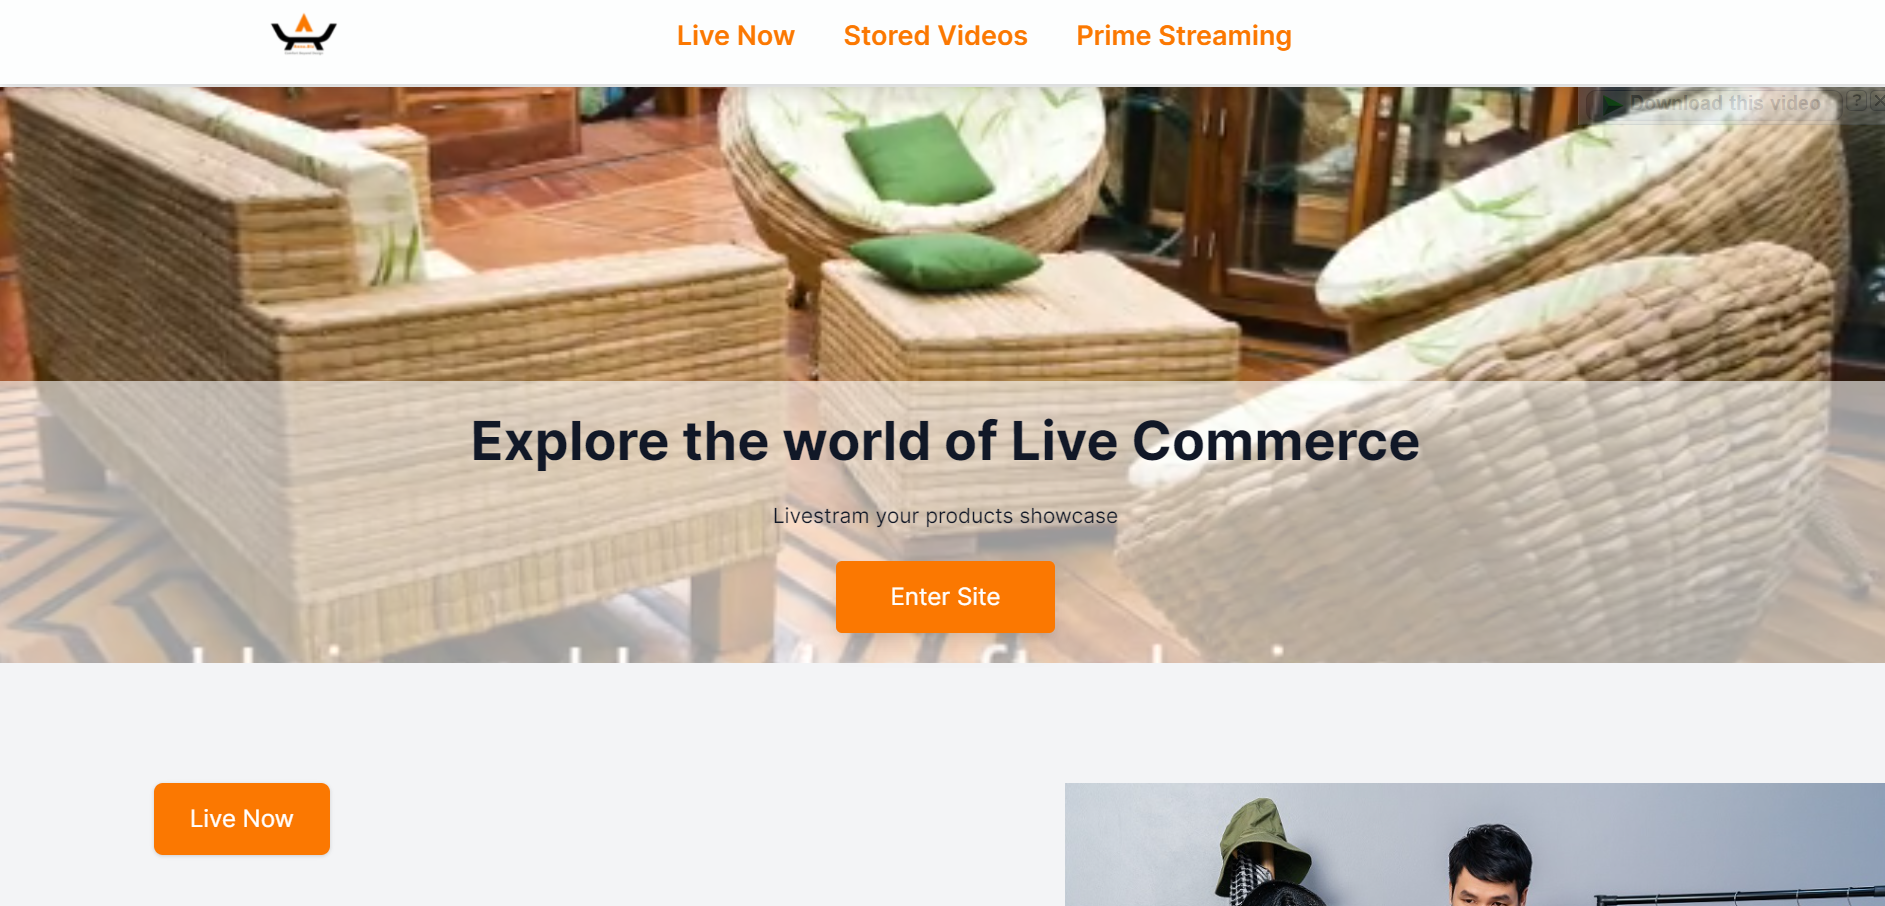 Live Now Stored Videos Prime Streaming
Download this video ?
Explore the world of Live Commerce
Livestram your products showcase
Enter Site
Live Now